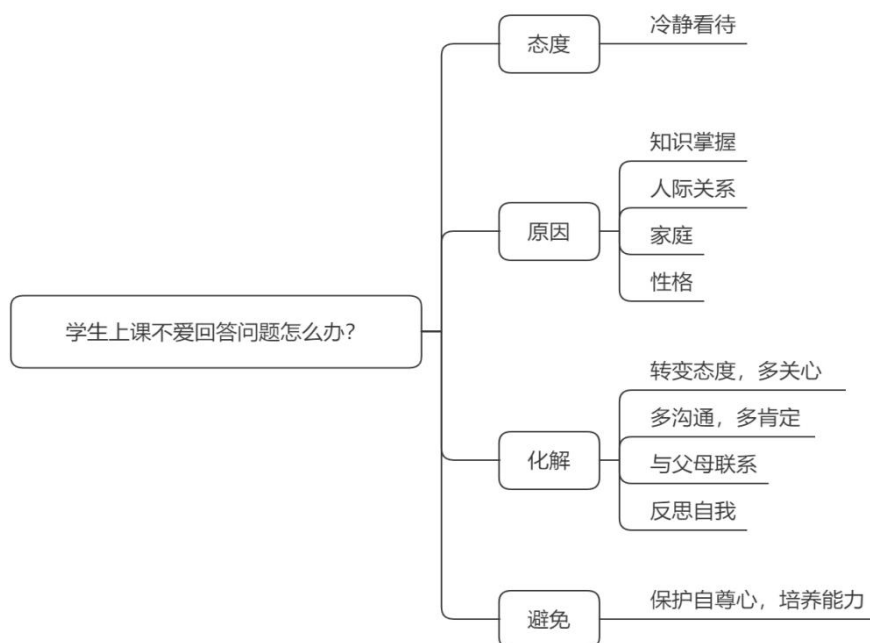 学生上课不爱回答问题怎么办?
态度
冷静看待
原因
知识掌握
人际关系
家庭
性格
化解
转变态度，多关心
多沟通，多肯定
与父母联系
反思自我
避免
保护自尊心，培养能力